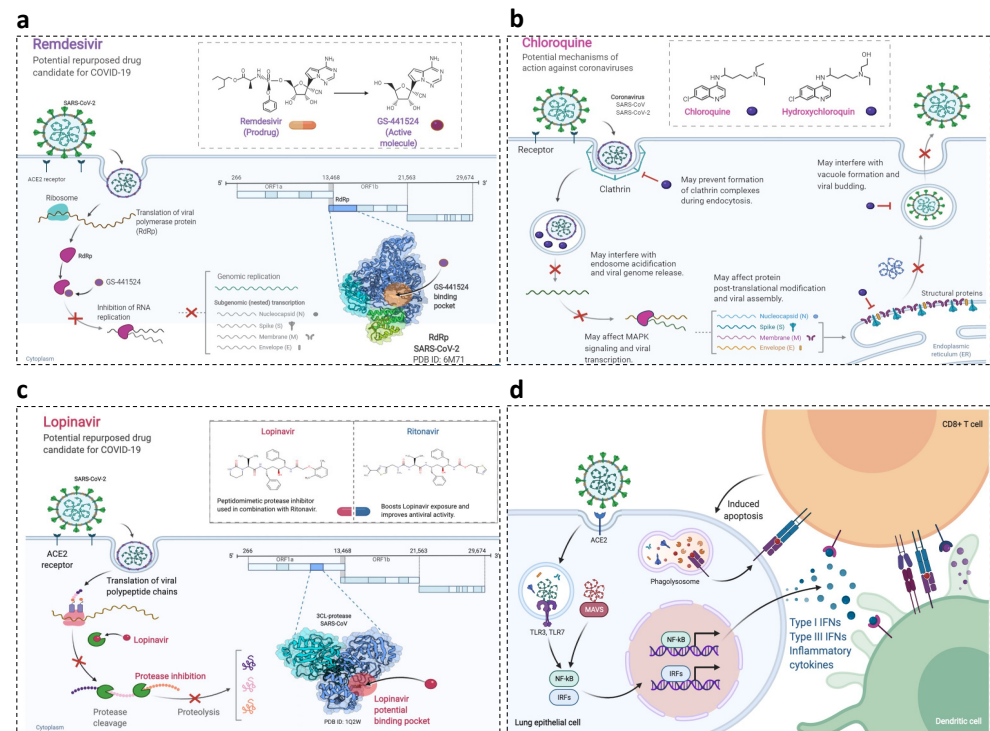 a
Remdesivir
Potential repurposed drug
candidate for COVID-19
SARS-CoV-2
ACE2 receptor
Remdesivir
(Prodrug)
GS-441524
(Active
molecule)
Ribosome
Translation of viral
polymerase protein
(RdRp)
RdRp
GS-441524
Inhibition of RNA
replication
Cytoplasm
266
13,468
21,563
29,674
5'
3'
ORF1a
ORF1b
RdRp
Genomic replication
Subgenomic (nested) transcription
Nucleocapsid (N)
Spike (S)
Membrane (M)
Envelope (E)
GS-441524
binding
pocket
RdRp
SARS-CoV-2
PDB ID: 6M71
b
Chloroquine
Potential mechanisms of
action against coronaviruses
Coronavirus
SARS-CoV
SARS-CoV-2
Chloroquine
Hydroxychloroquin
Receptor
Clathrin
May prevent formation
of clathrin complexes
during endocytosis.
May interfere with
vacuole formation and
viral budding.
May interfere with
endosome acidification
and viral genome release.
May affect protein
post-translational modification
and viral assembly.
Structural proteins
Nucleocapsid (N)
Spike (S)
Membrane (M)
Envelope (E)
May affect MAPK
signaling and viral
transcription.
Endoplasmic
reticulum (ER)
c
Lopinavir
Potential repurposed drug
candidate for COVID-19
SARS-CoV-2
ACE2
receptor
Lopinavir
Ritonavir
Peptidomimetic protease inhibitor
used in combination with Ritonavir.
Boosts Lopinavir exposure and
improves antiviral activity.
266
13,468
21,563
29,674
5'
3'
ORF1a
ORF1b
Translation of viral
polypeptide chains
Lopinavir
Protease inhibition
Protease
cleavage
Proteolysis
Cytoplasm
3CL-protease
SARS-CoV
PDB ID: 1Q2W
Lopinavir
potential
binding pocket
d
CD8+ T cell
ACE2
Induced
apoptosis
Phagolysosome
MAVS
TLR3, TLR7
NF-kB
IRFs
NF-kB
IRFs
Type I IFNs
Type III IFNs
Inflammatory
cytokines
Lung epithelial cell
Dendritic cell